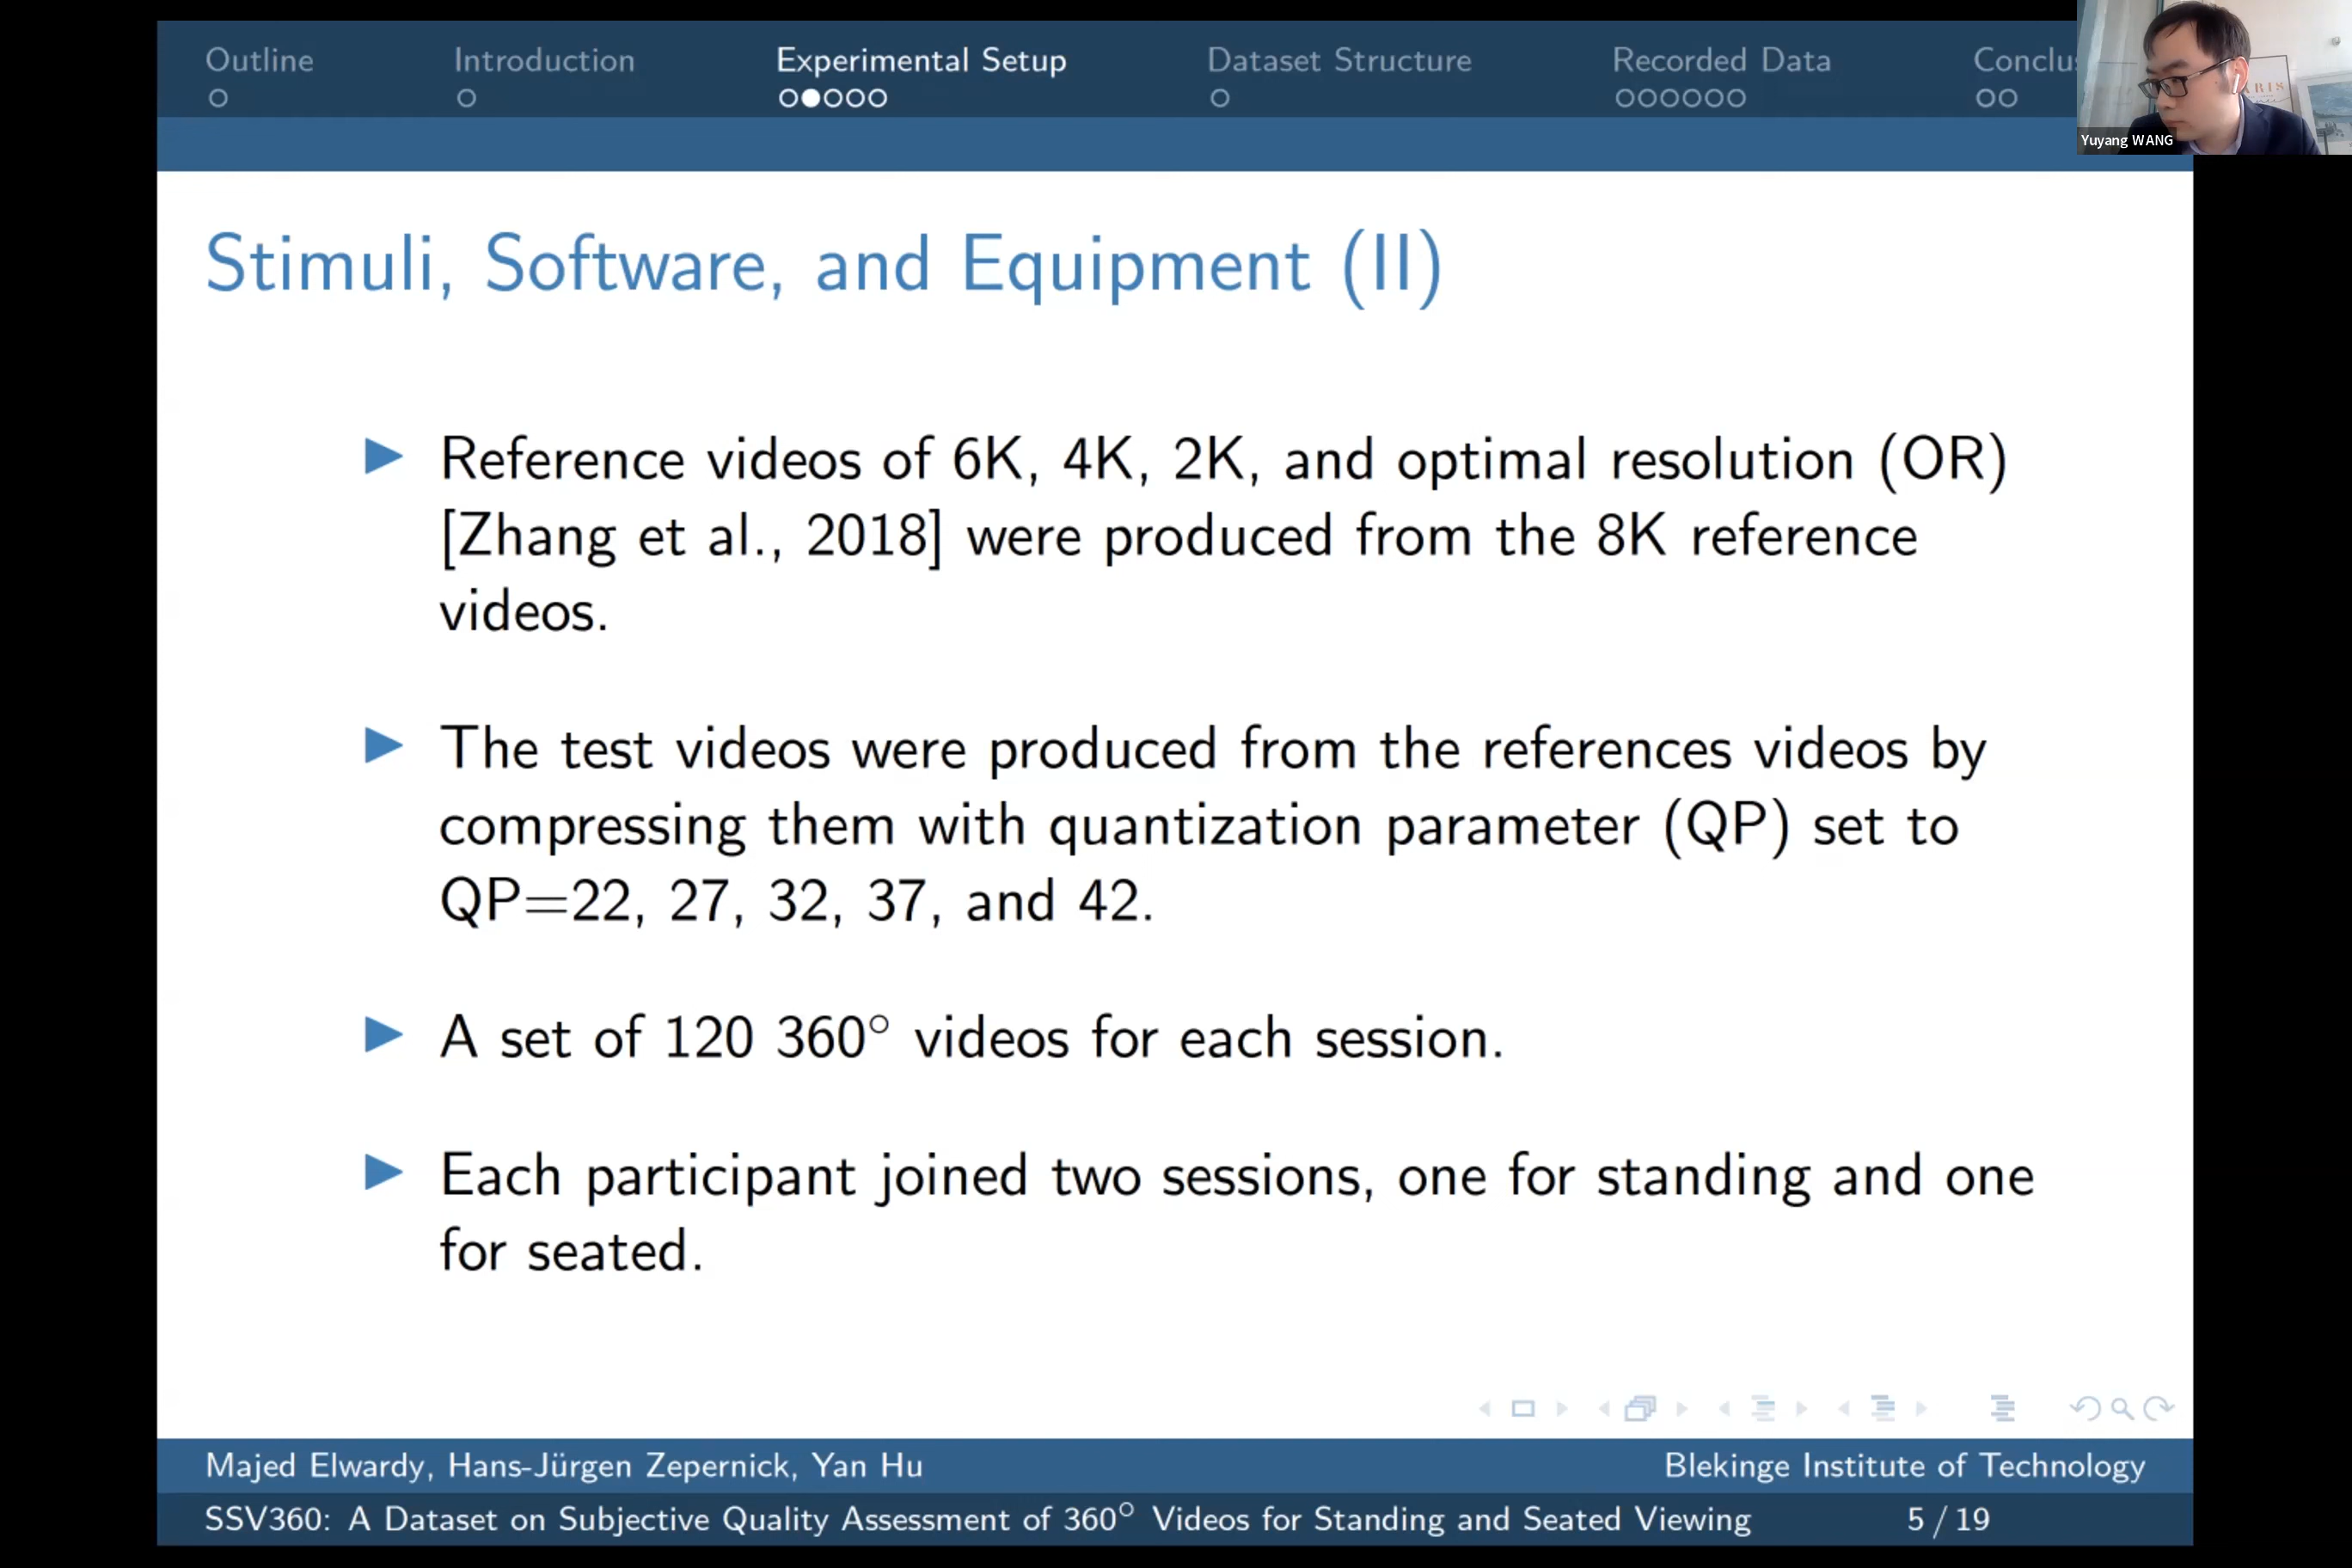 Outline
Introduction
Experimental Setup
Dataset Structure
Recorded Data
Conclu
Yuyang WANG
Stimuli, Software, and Equipment (II)
Reference videos of 6K, 4K, 2K, and optimal resolution (OR)
[Zhang et al., 2018] were produced from the 8K reference
videos.
The test videos were produced from the references videos by
compressing them with quantization parameter (QP) set to
QP=22, 27, 32, 37, and 42.
A set of 120 360° videos for each session.
Each participant joined two sessions, one for standing and one
for seated.
Majed Elwardy, Hans-Jürgen Zepernick, Yan Hu
Blekinge Institute of Technology
SSV360: A Dataset on Subjective Quality Assessment of 360° Videos for Standing and Seated Viewing
5 / 19